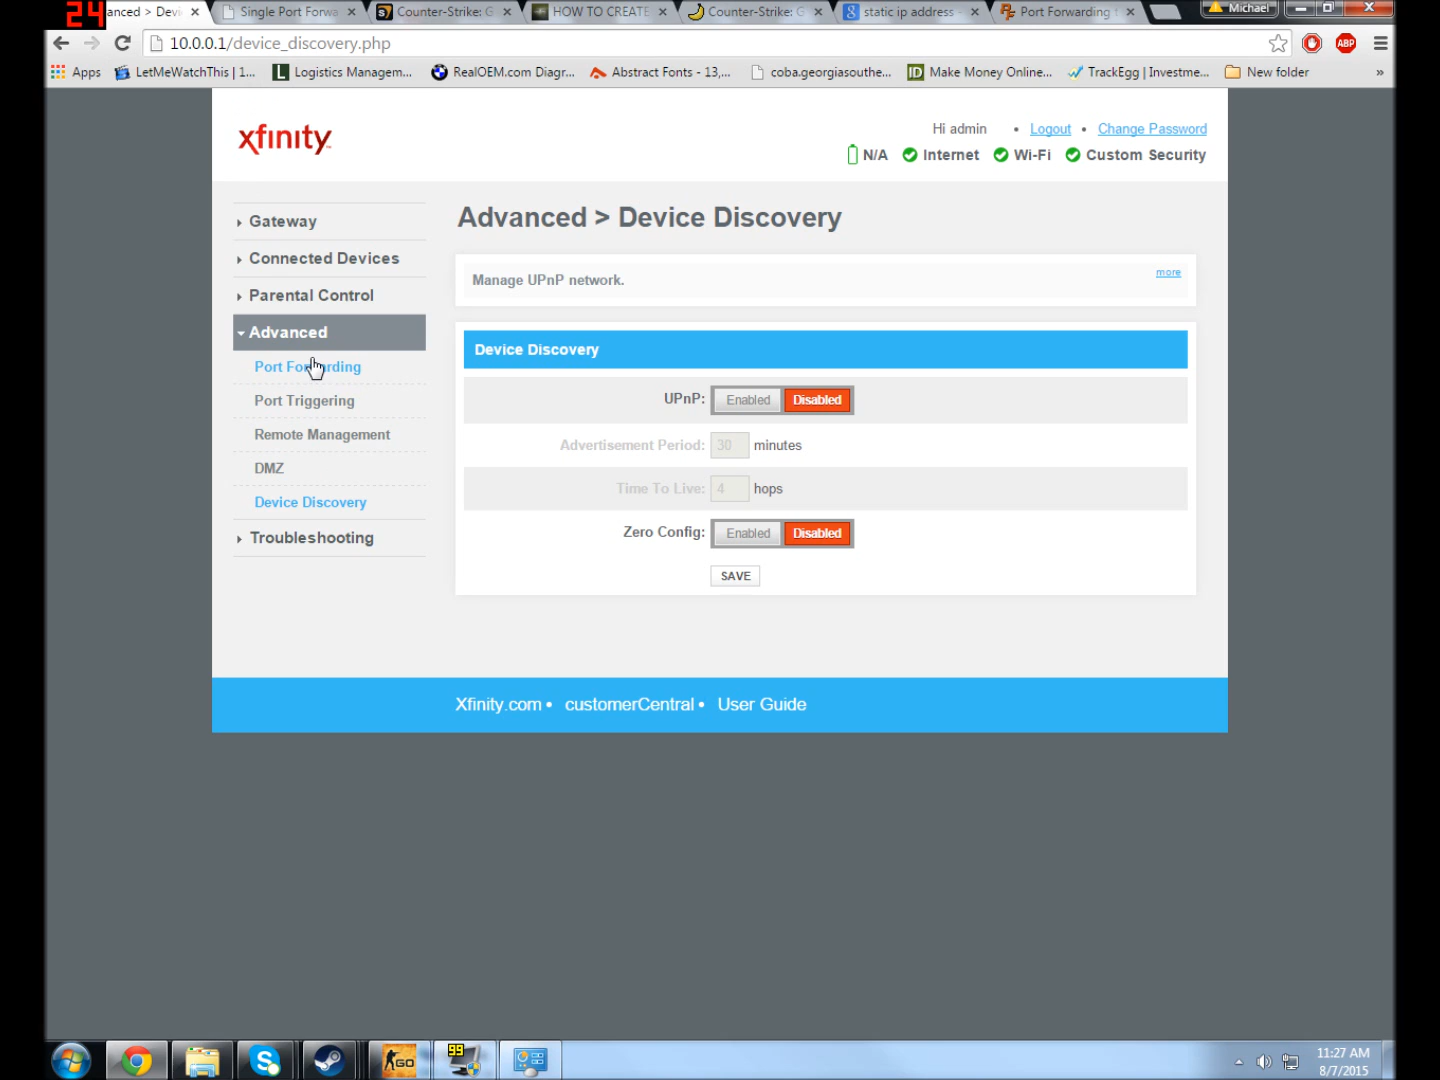 24
anced > Devi
Single Port Forwa
Counter-Strike: G
HOW TO CREATE
Counter-Strike: G
static ip address -
Port Forwarding f
Michael
10.0.0.1/device_discovery.php
ABP
Apps
LetMeWatchThis | 1...
Logistics Managem...
RealOEM.com Diagr...
Abstract Fonts - 13,...
coba.georgiasouthe...
Make Money Online...
TrackEgg | Investme...
New folder
»
xfinity
Hi admin • Logout • Change Password
N/A Internet Wi-Fi Custom Security
Gateway
Connected Devices
Parental Control
Advanced
Port Forwarding
Port Triggering
Remote Management
DMZ
Device Discovery
Troubleshooting
Advanced > Device Discovery
Manage UPnP network.
more
Device Discovery
UPnP: Enabled Disabled
Advertisement Period: 30 minutes
Time To Live: 4 hops
Zero Config: Enabled Disabled
SAVE
Xfinity.com • customerCentral • User Guide
GO
99
11:27 AM
8/7/2015